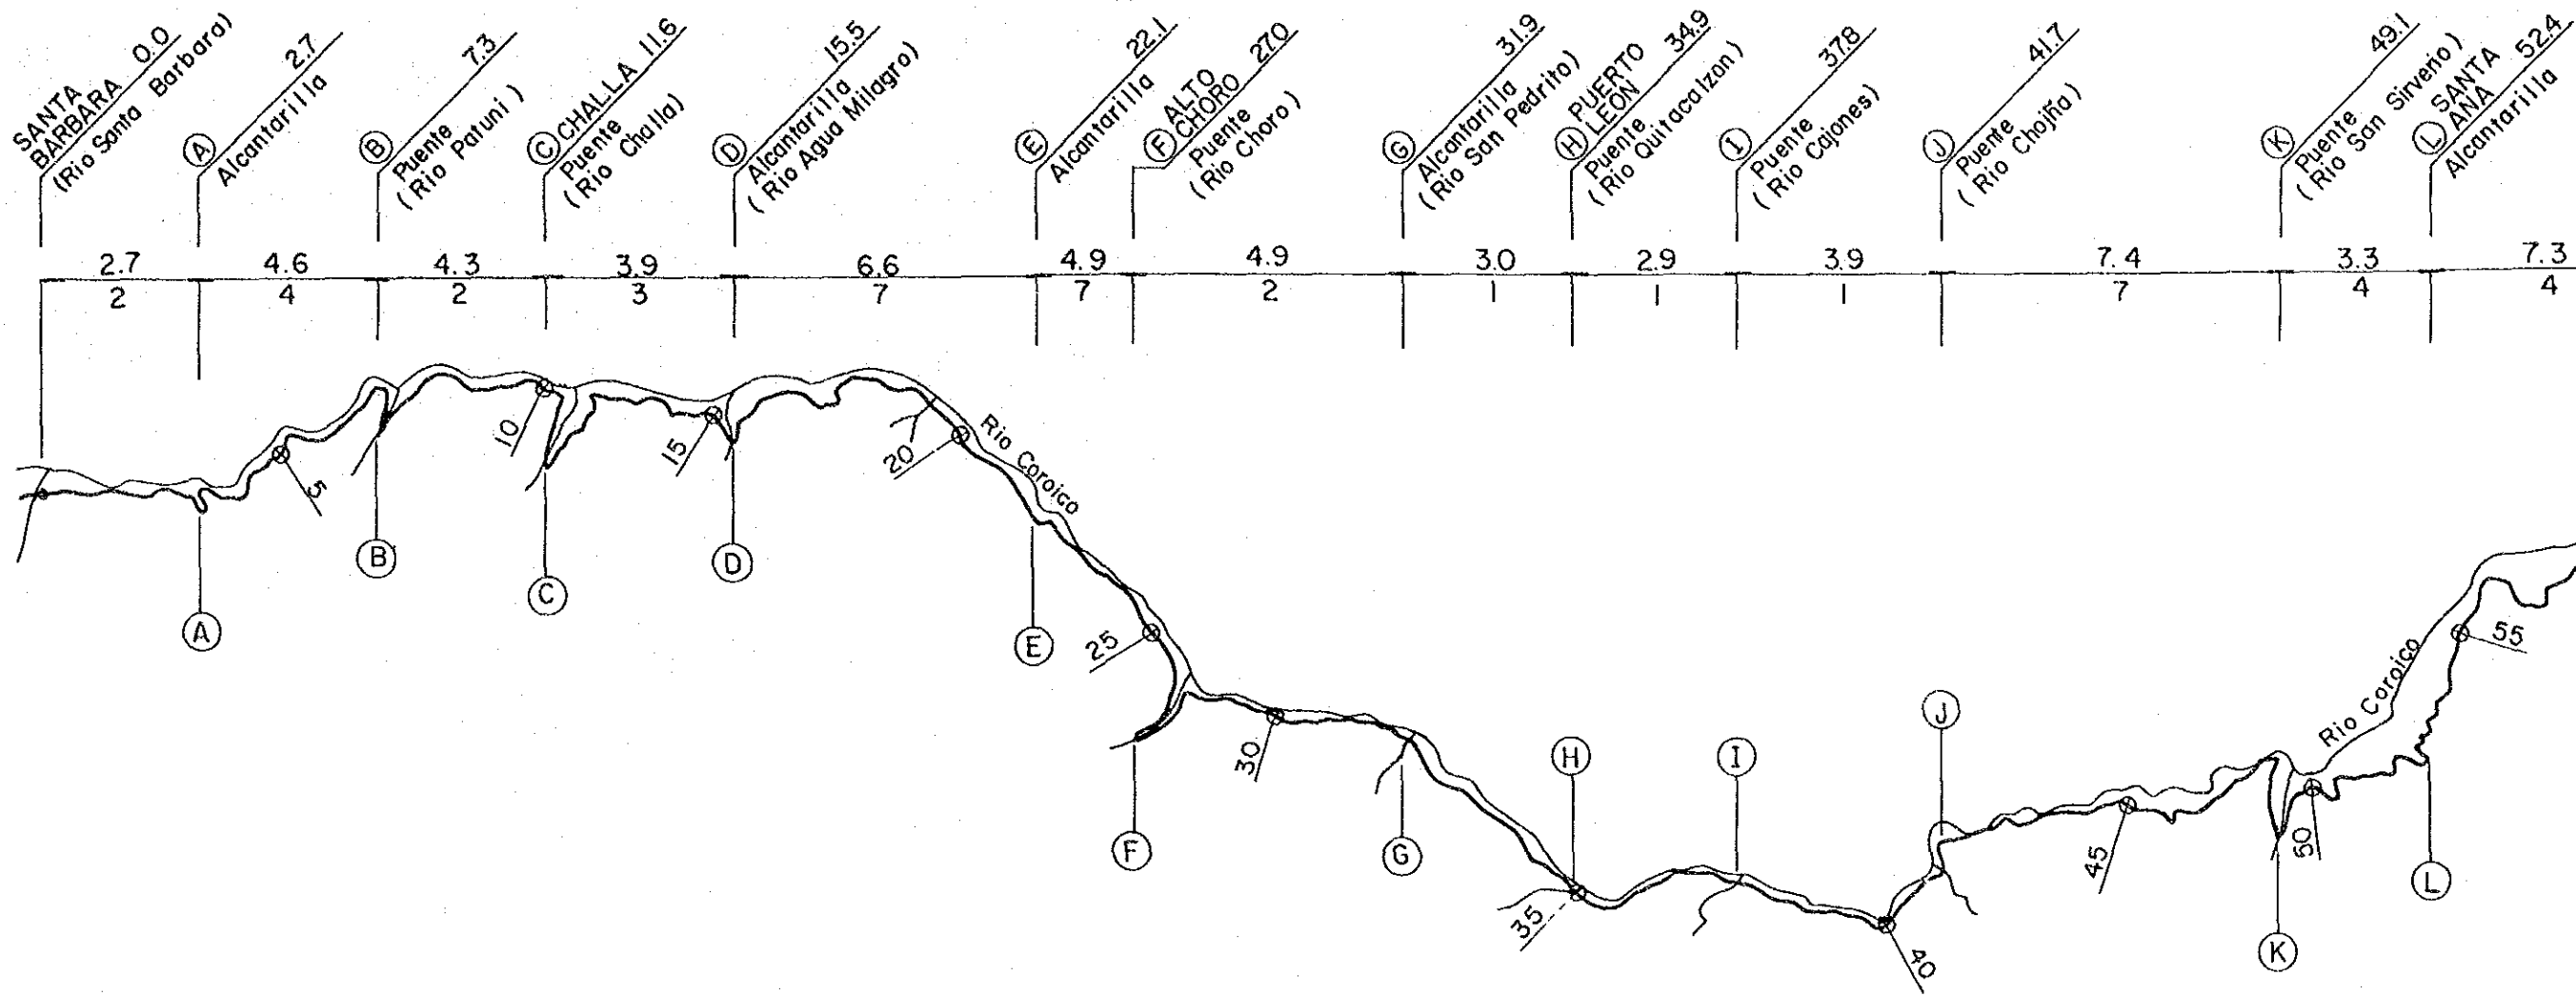 SANTA
BARBARA 0.0
(Rio Santa Barbara)
A 2.7
Alcantarilla
B 7.3
Puente
(Rio Patuni)
C CHALLA 11.6
Puente
(Rio Challa)
D 15.5
Alcantarilla
(Rio Agua Milagro)
E 22.1
Alcantarilla
F ALTO
CHORO 27.0
Puente
(Rio Choro)
G 31.9
Alcantarilla
(Rio San Pedrito)
H PUERTO
LEON 34.9
Puente
(Rio Quitacalzon)
I 37.8
Puente
(Rio Cajones)
J 41.7
Puente
(Rio Chojña)
K 49.1
Puente
(Rio San Silverio)
L SANTA
ANA 52.4
Alcantarilla
2.7 4.6 4.3 3.9 6.6 4.9 4.9 3.0 2.9 3.9 7.4 3.3 7.3
2 4 2 3 7 7 2 1 1 1 7 4 4
5
10
15
20
Rio Coroico
25
30
35
40
45
50
55
Rio Coroico
A
B
C
D
E
F
G
H
I
J
K
L